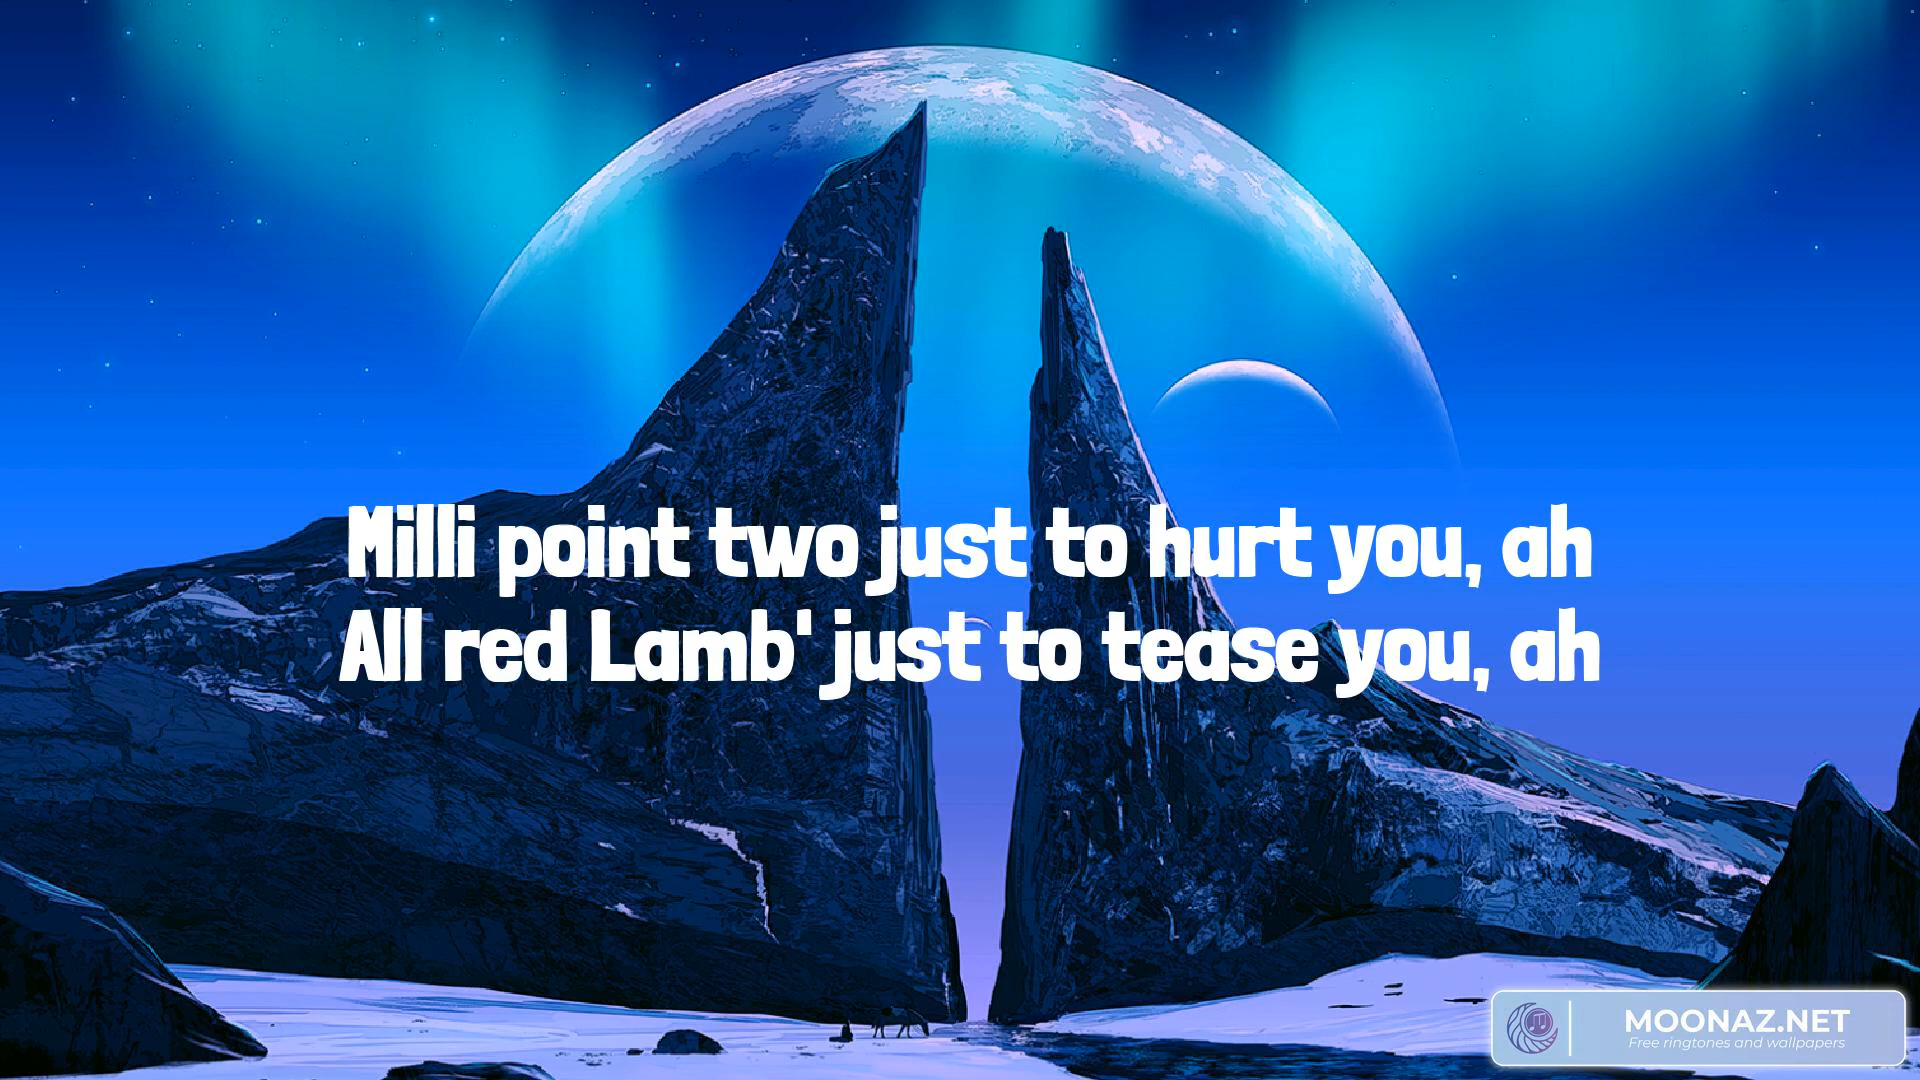 Milli point two just to hurt you, ah
All red Lamb' just to tease you, ah
MOONAZ.NET
Free ringtones and wallpapers